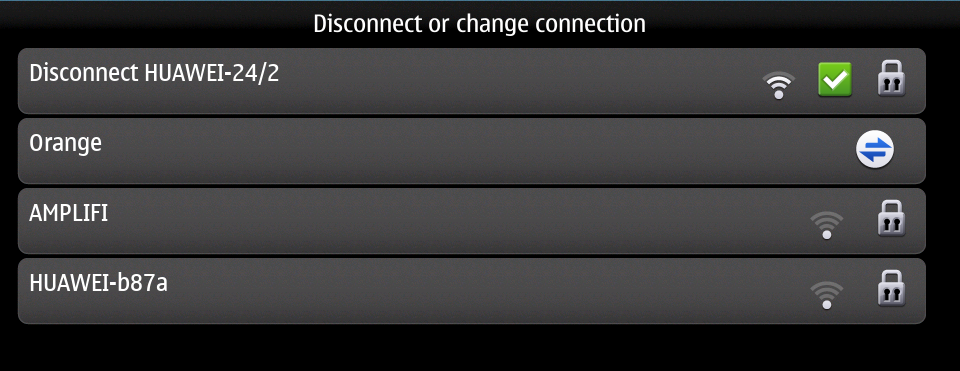 Disconnect or change connection
Disconnect HUAWEI-24/2
Orange
AMPLIFI
HUAWEI-b87a